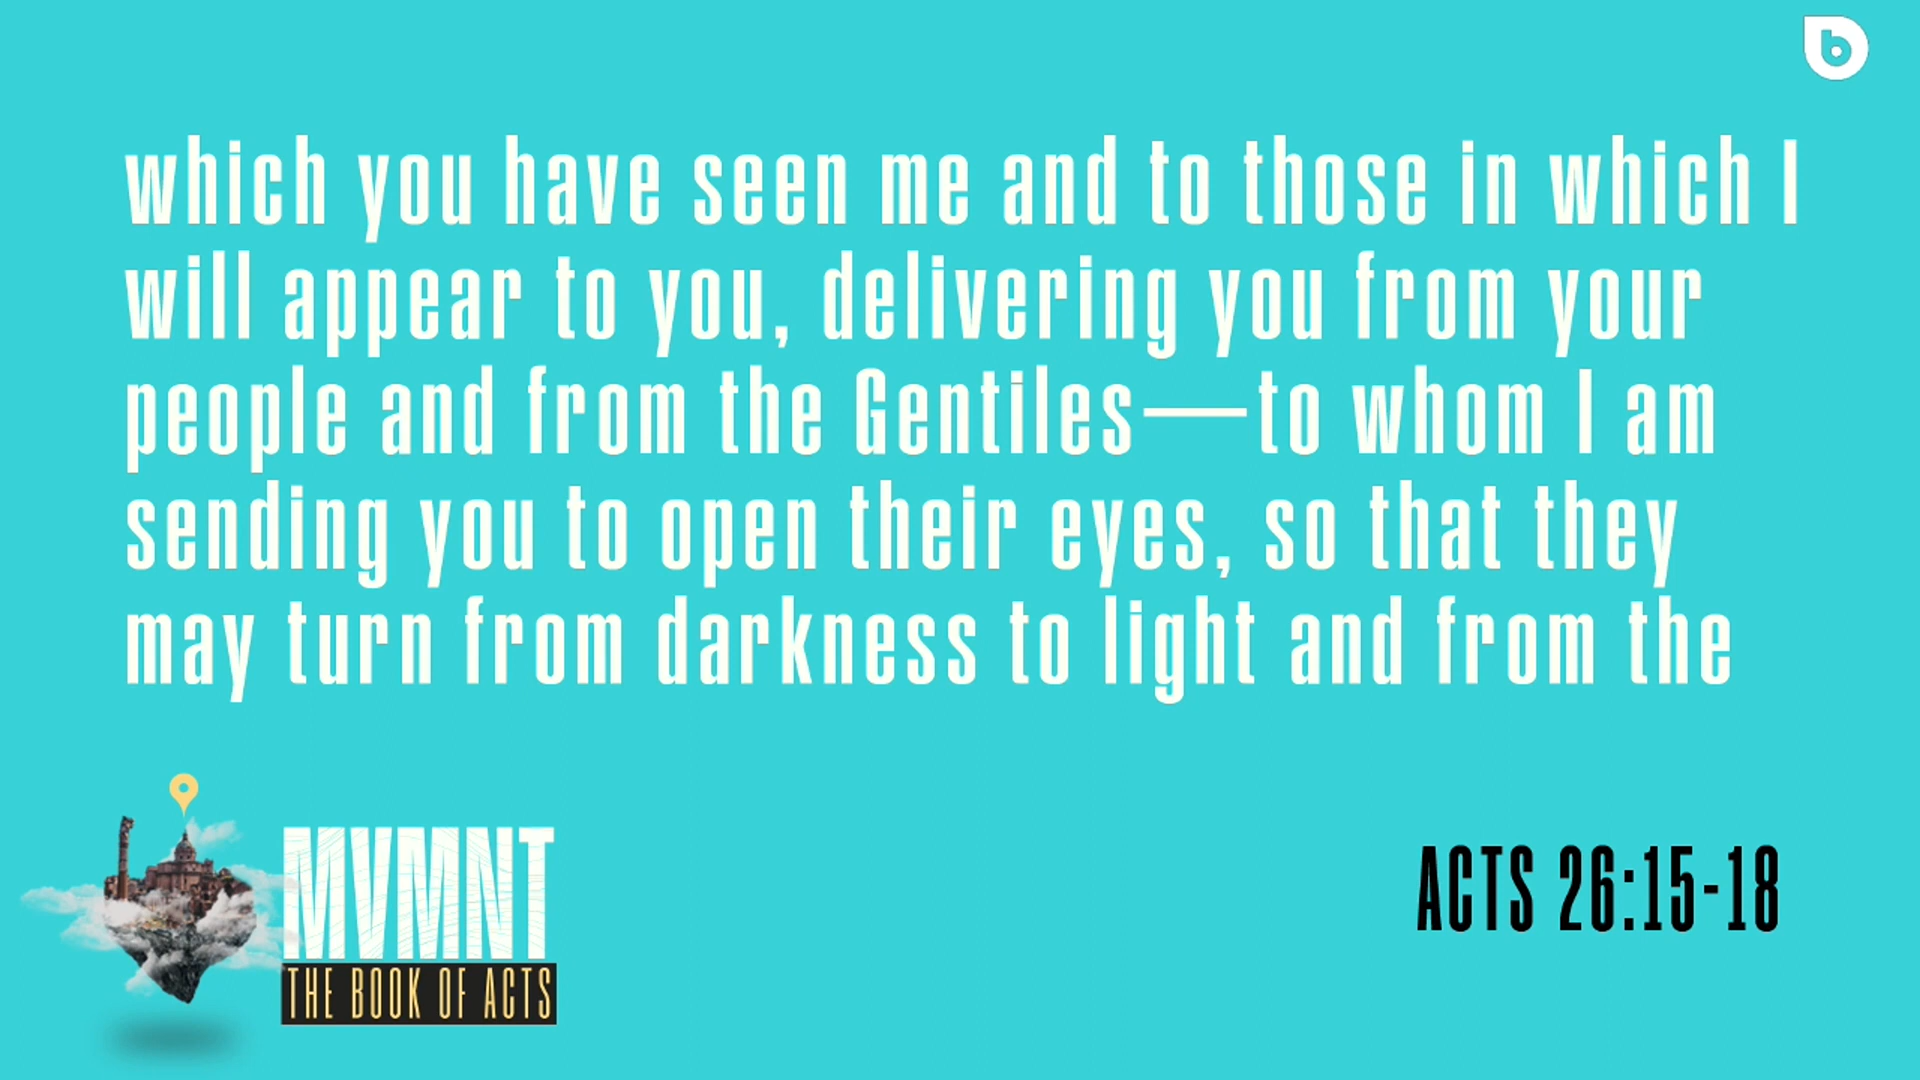 b
which you have seen me and to those in which I
will appear to you, delivering you from your
people and from the Gentiles—to whom I am
sending you to open their eyes, so that they
may turn from darkness to light and from the
MVMNT
THE BOOK OF ACTS
ACTS 26:15-18